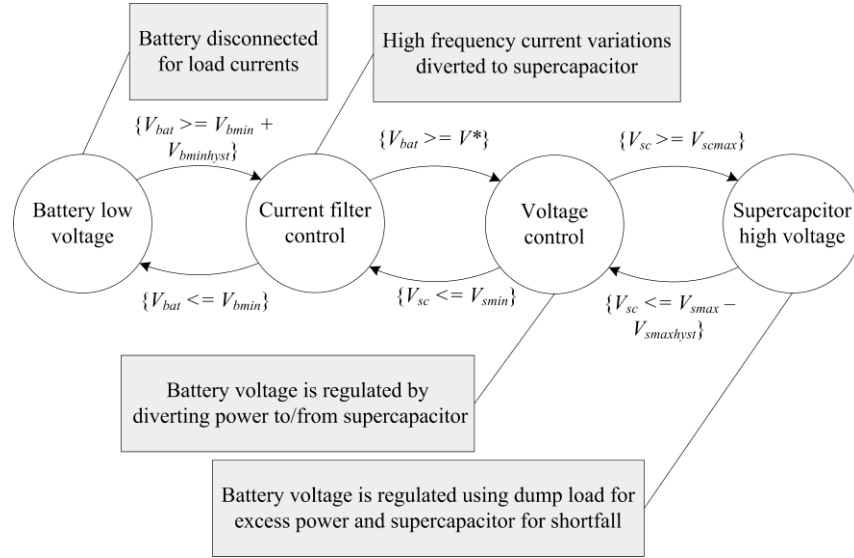 Battery disconnected
for load currents
High frequency current variations
diverted to supercapacitor
{Vbat >= Vbmin +
Vbminhyst}
{Vbat >= V*}
{Vsc >= Vscmax}
Battery low
voltage
Current filter
control
Voltage
control
Supercapcitor
high voltage
{Vbat <= Vbmin}
{Vsc <= Vsmin}
{Vsc <= Vsmax –
Vsmaxhyst}
Battery voltage is regulated by
diverting power to/from supercapacitor
Battery voltage is regulated using dump load for
excess power and supercapacitor for shortfall